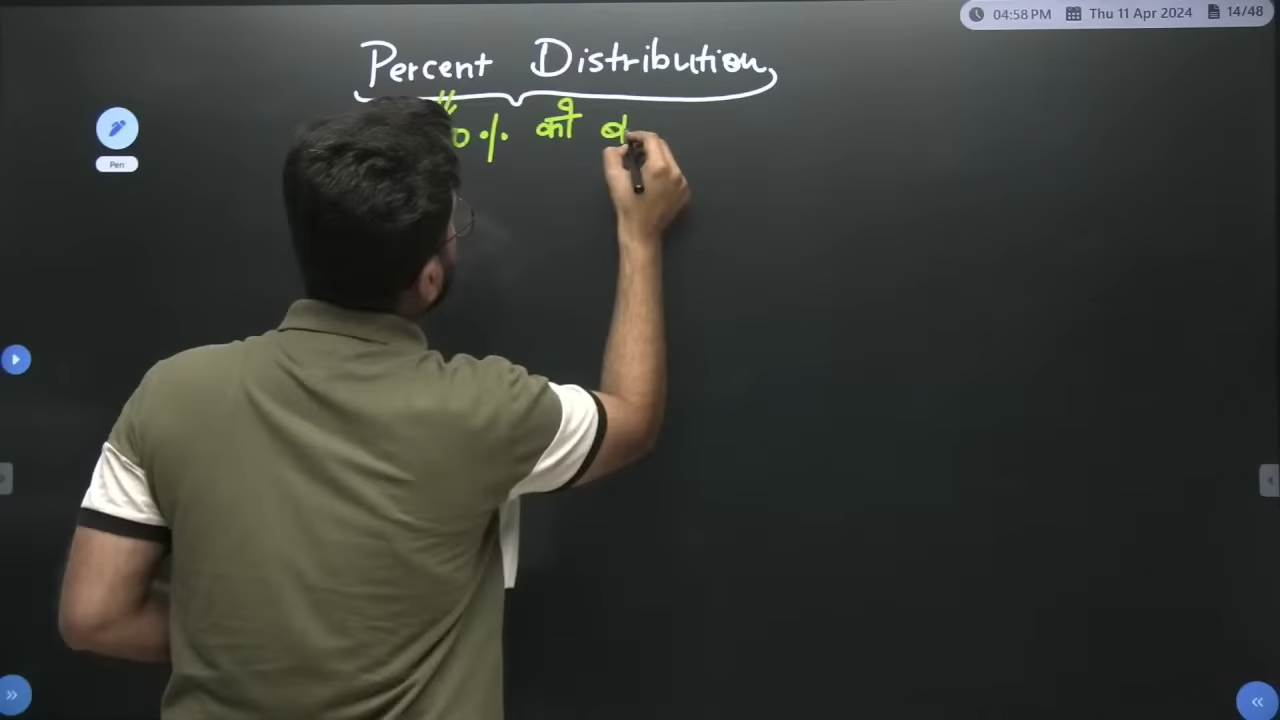 04:58 PM Thu 11 Apr 2024 14/48
Percent Distribution
0% को
Pen